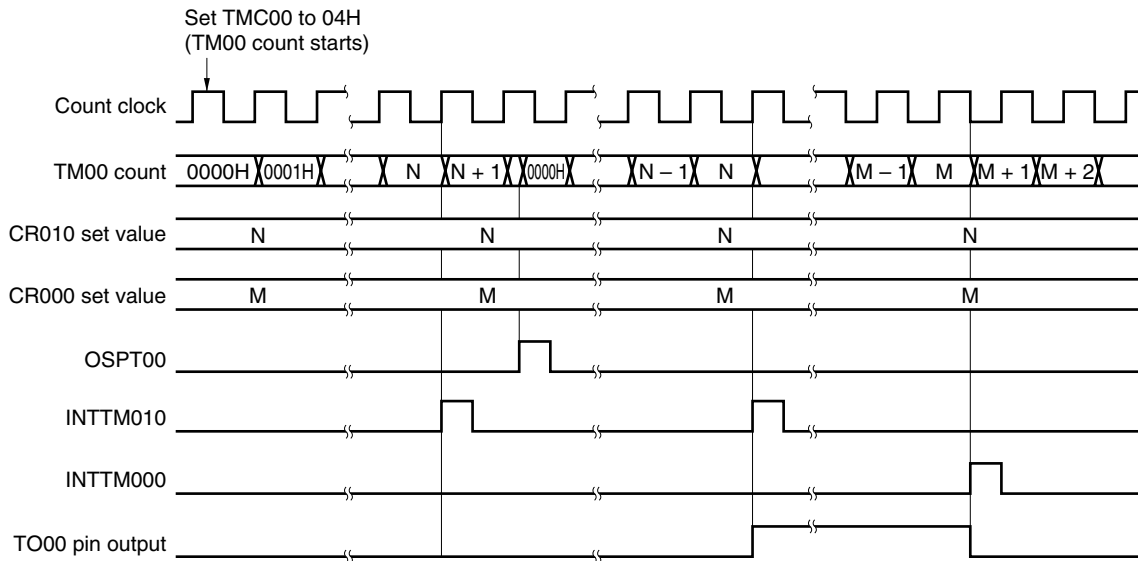 Set TMC00 to 04H
(TM00 count starts)
Count clock
TM00 count 0000H 0001H N N + 1 0000H N – 1 N M – 1 M M + 1 M + 2
CR010 set value N N N N
CR000 set value M M M M
OSPT00
INTTM010
INTTM000
TO00 pin output